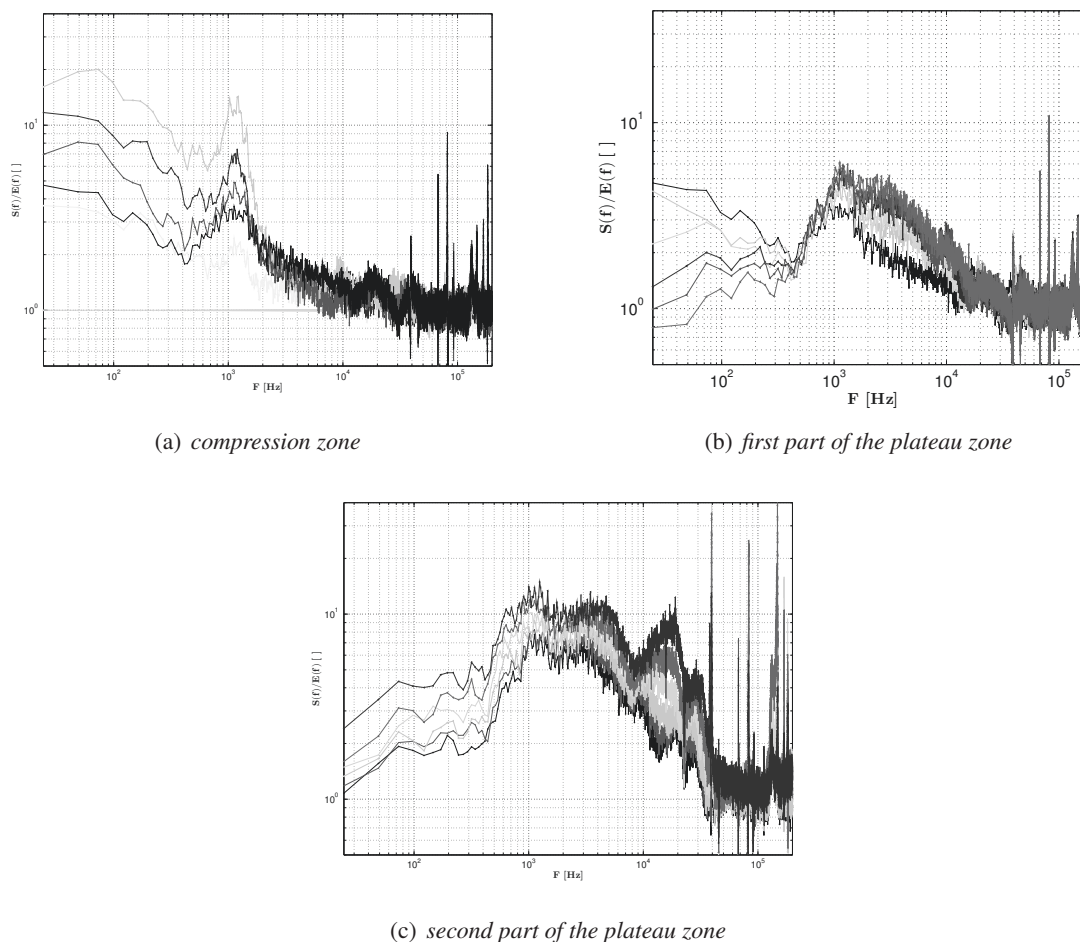 10¹
10⁰
S(f)/E(f) [ ]
10² 10³ 10⁴ 10⁵
F [Hz]
(a) compression zone
10¹
10⁰
S(f)/E(f) [ ]
10² 10³ 10⁴ 10⁵
F [Hz]
(b) first part of the plateau zone
10¹
10⁰
S(f)/E(f) [ ]
10² 10³ 10⁴ 10⁵
F [Hz]
(c) second part of the plateau zone